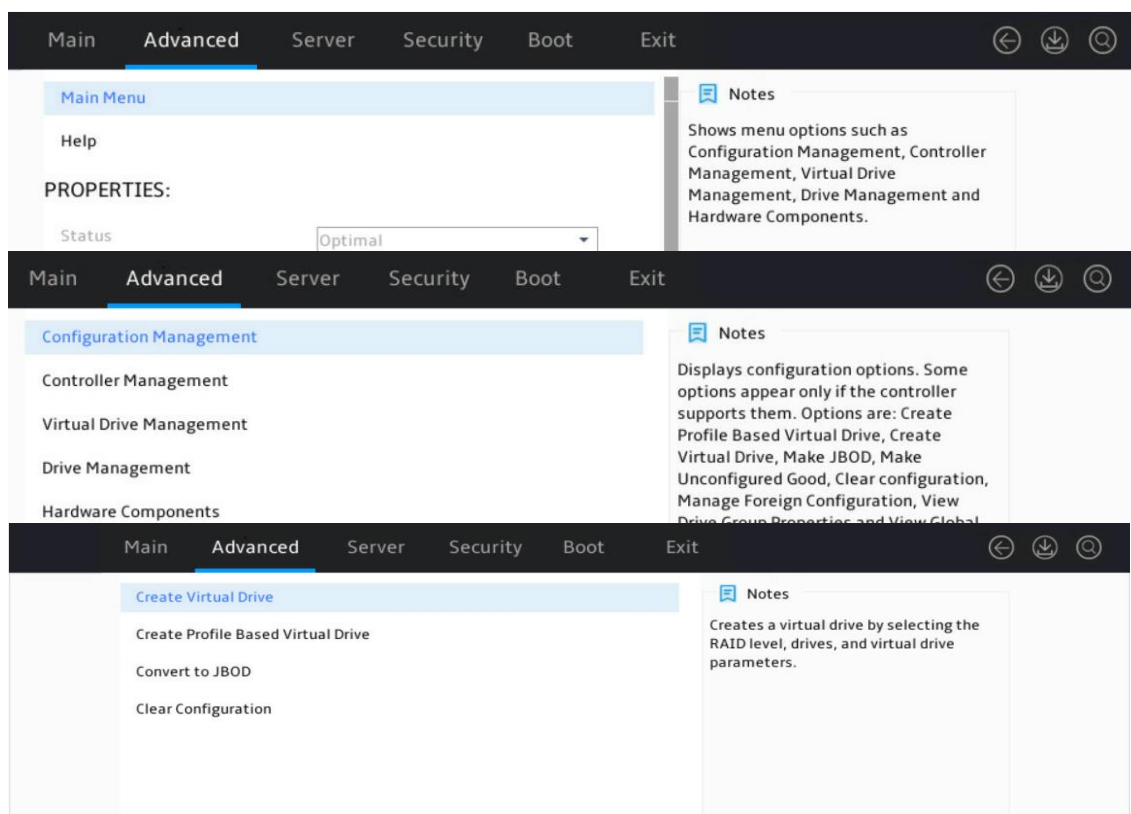 Main Advanced Server Security Boot Exit
Main Menu
Help
PROPERTIES:
Status Optimal
Notes
Shows menu options such as
Configuration Management, Controller
Management, Virtual Drive
Management, Drive Management and
Hardware Components.
Main Advanced Server Security Boot Exit
Configuration Management
Controller Management
Virtual Drive Management
Drive Management
Hardware Components
Notes
Displays configuration options. Some
options appear only if the controller
supports them. Options are: Create
Profile Based Virtual Drive, Create
Virtual Drive, Make JBOD, Make
Unconfigured Good, Clear configuration,
Manage Foreign Configuration, View
Drive Group Properties and View Global
Main Advanced Server Security Boot Exit
Create Virtual Drive
Create Profile Based Virtual Drive
Convert to JBOD
Clear Configuration
Notes
Creates a virtual drive by selecting the
RAID level, drives, and virtual drive
parameters.